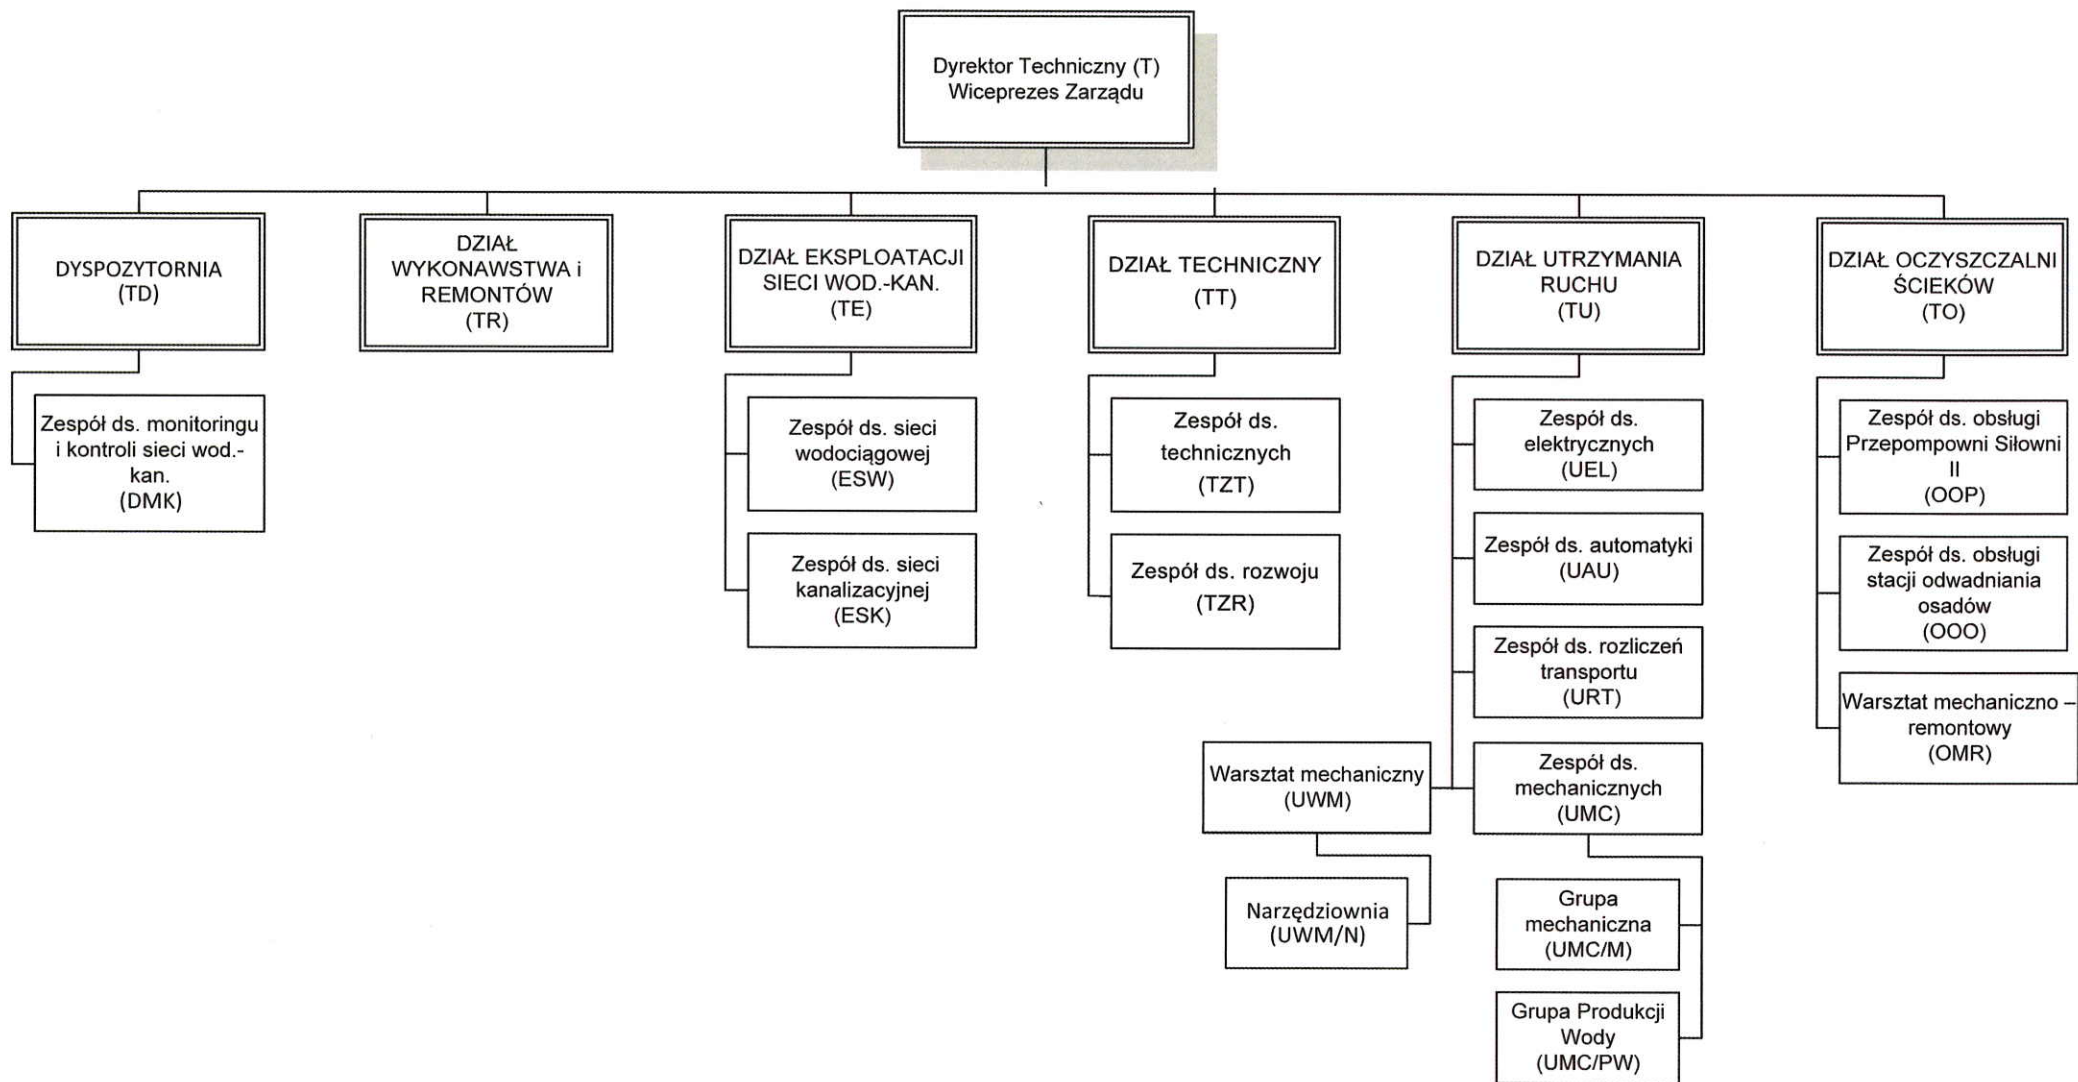 Dyrektor Techniczny (T)
Wiceprezes Zarządu
DYSPOZYTORNIA
(TD)
DZIAŁ
WYKONAWSTWA i
REMONTÓW
(TR)
DZIAŁ EKSPLOATACJI
SIECI WOD.-KAN.
(TE)
DZIAŁ TECHNICZNY
(TT)
DZIAŁ UTRZYMANIA
RUCHU
(TU)
DZIAŁ OCZYSZCZALNI
ŚCIEKÓW
(TO)
Zespół ds. monitoringu
i kontroli sieci wod.-
kan.
(DMK)
Zespół ds. sieci
wodociągowej
(ESW)
Zespół ds. sieci
kanalizacyjnej
(ESK)
Zespół ds.
technicznych
(TZT)
Zespół ds. rozwoju
(TZR)
Zespół ds.
elektrycznych
(UEL)
Zespół ds. automatyki
(UAU)
Zespół ds. rozliczeń
transportu
(URT)
Warsztat mechaniczny
(UWM)
Zespół ds.
mechanicznych
(UMC)
Narzędziownia
(UWM/N)
Grupa
mechaniczna
(UMC/M)
Grupa Produkcji
Wody
(UMC/PW)
Zespół ds. obsługi
Przepompowni Siłowni
II
(OOP)
Zespół ds. obsługi
stacji odwadniania
osadów
(OOO)
Warsztat mechaniczno –
remontowy
(OMR)